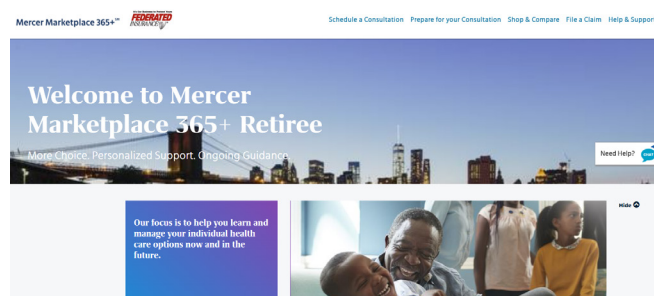 Mercer Marketplace 365+℠
FEDERATED
INSURANCE
Schedule a Consultation Prepare for your Consultation Shop & Compare File a Claim Help & Support
Welcome to Mercer
Marketplace 365+ Retiree
More Choice. Personalized Support. Ongoing Guidance.
Need Help?
Hide
Our focus is to help you learn and
manage your individual health
care options now and in the
future.